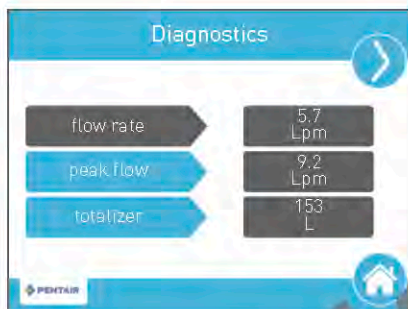 Diagnostics
flow rate
5.7
Lpm
peak flow
9.2
Lpm
totalizer
153
L
PENTAIR